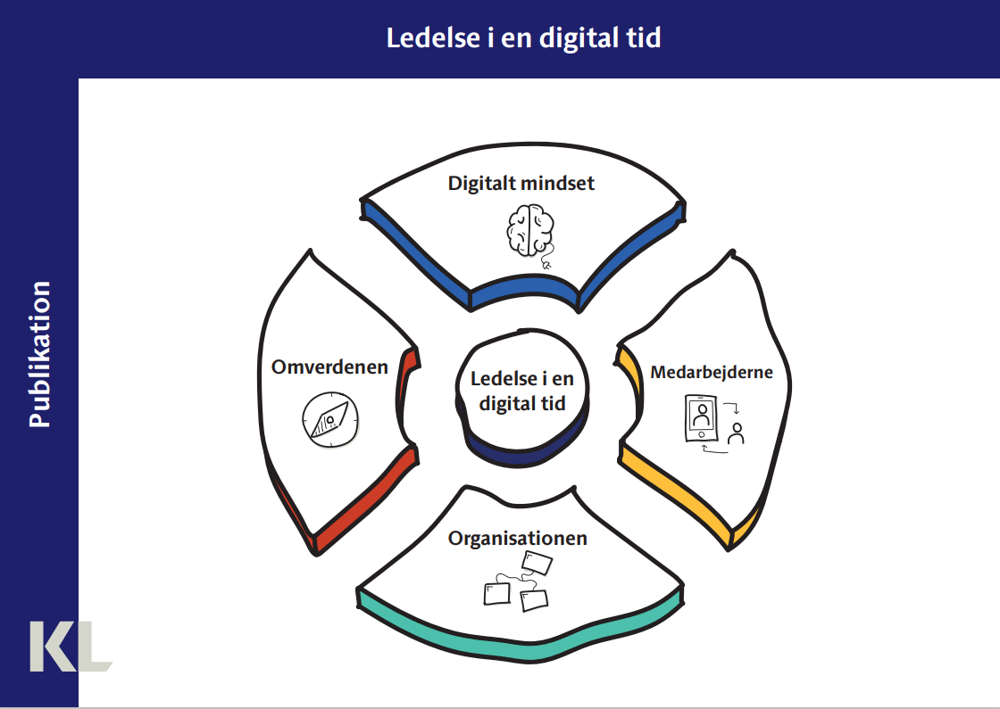 Ledelse i en digital tid
Publikation
Digitalt mindset
Omverdenen
Ledelse i en
digital tid
Medarbejderne
Organisationen
KL